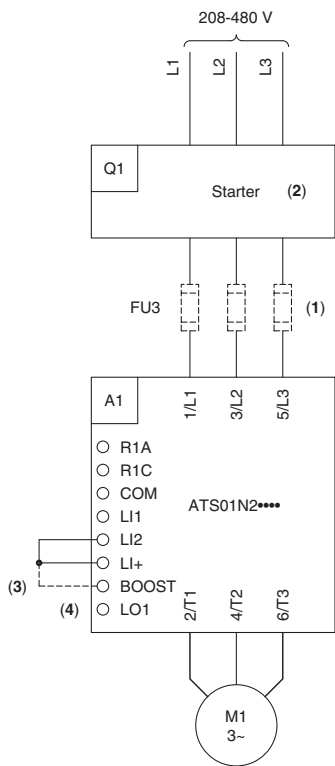 208-480 V
L1 L2 L3
Q1
Starter (2)
FU3 (1)
A1
1/L1 3/L2 5/L3
R1A
R1C
COM
ATS01N2••••
LI1
LI2
LI+
(3) BOOST
(4) LO1
2/T1 4/T2 6/T3
M1
3~